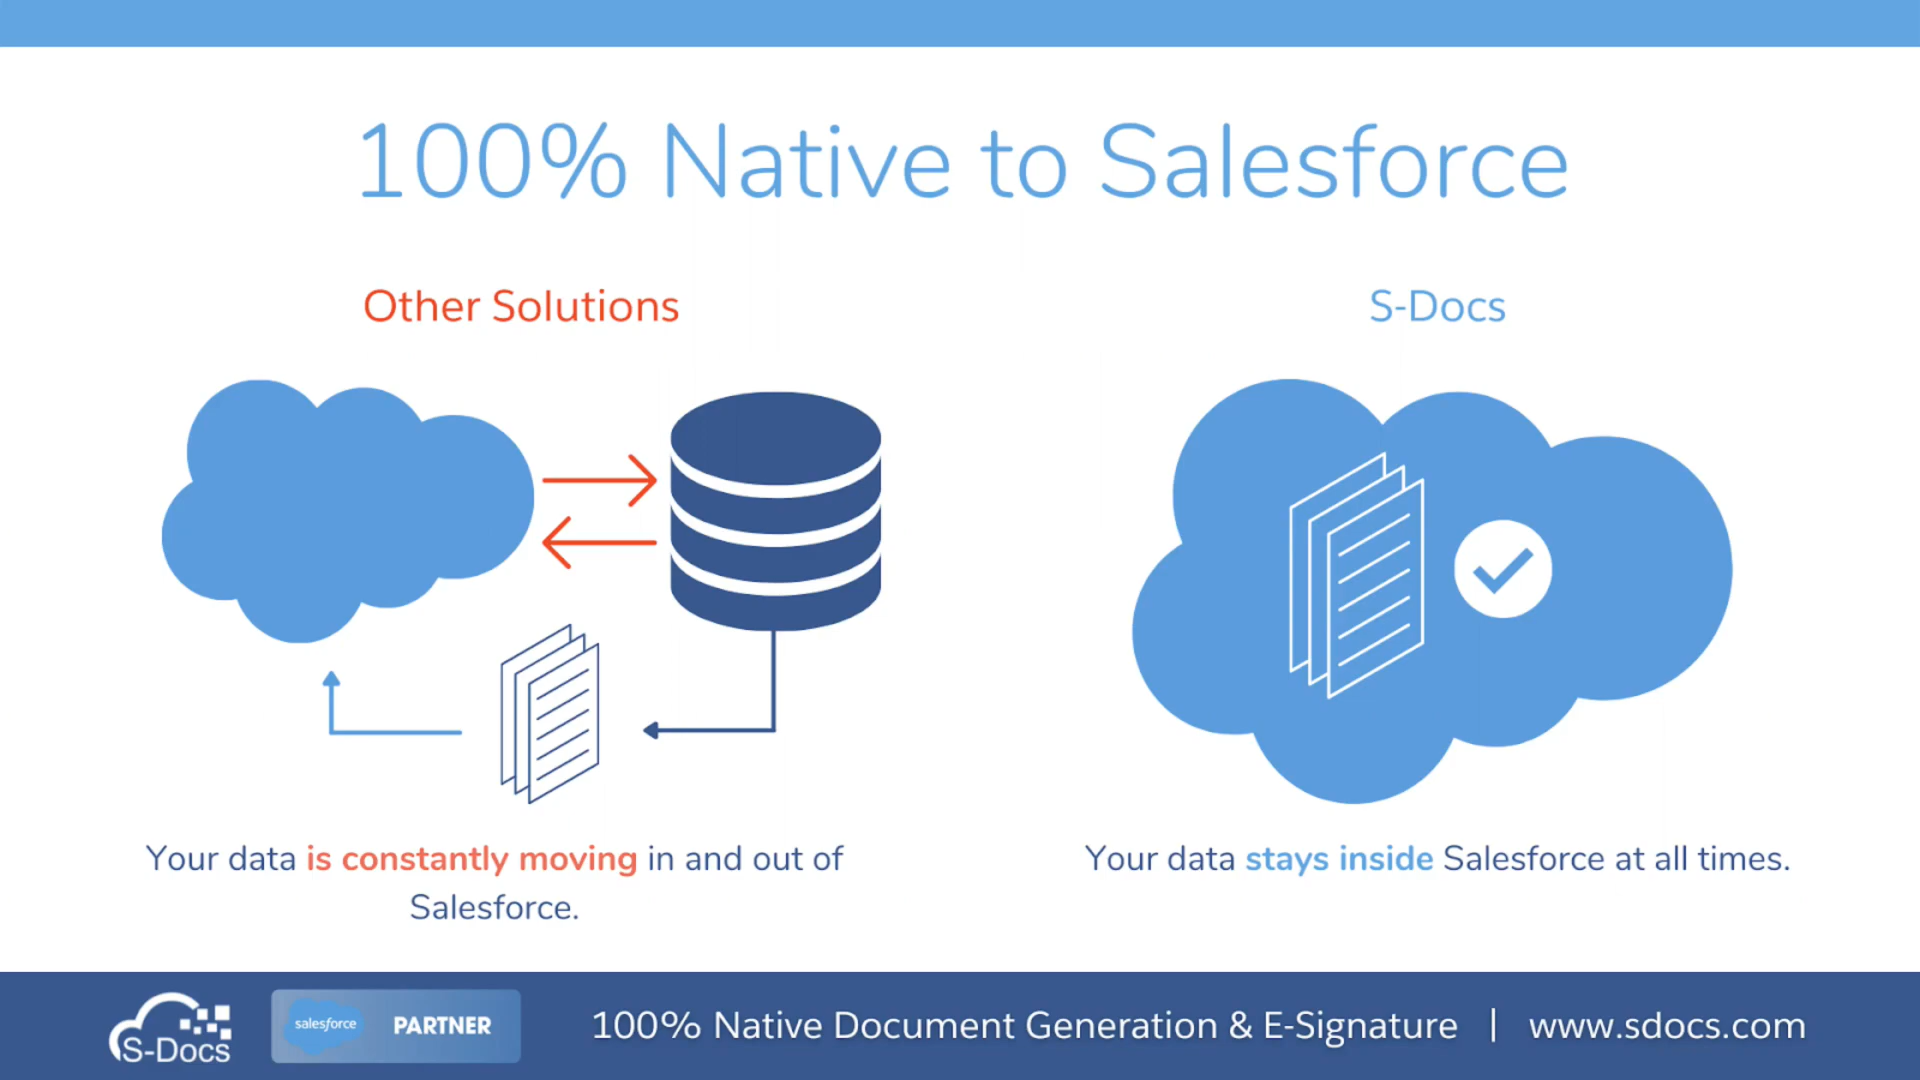 100% Native to Salesforce
Other Solutions
S-Docs
Your data is constantly moving in and out of
Salesforce.
Your data stays inside Salesforce at all times.
S-Docs
salesforce
PARTNER
100% Native Document Generation & E-Signature | www.sdocs.com